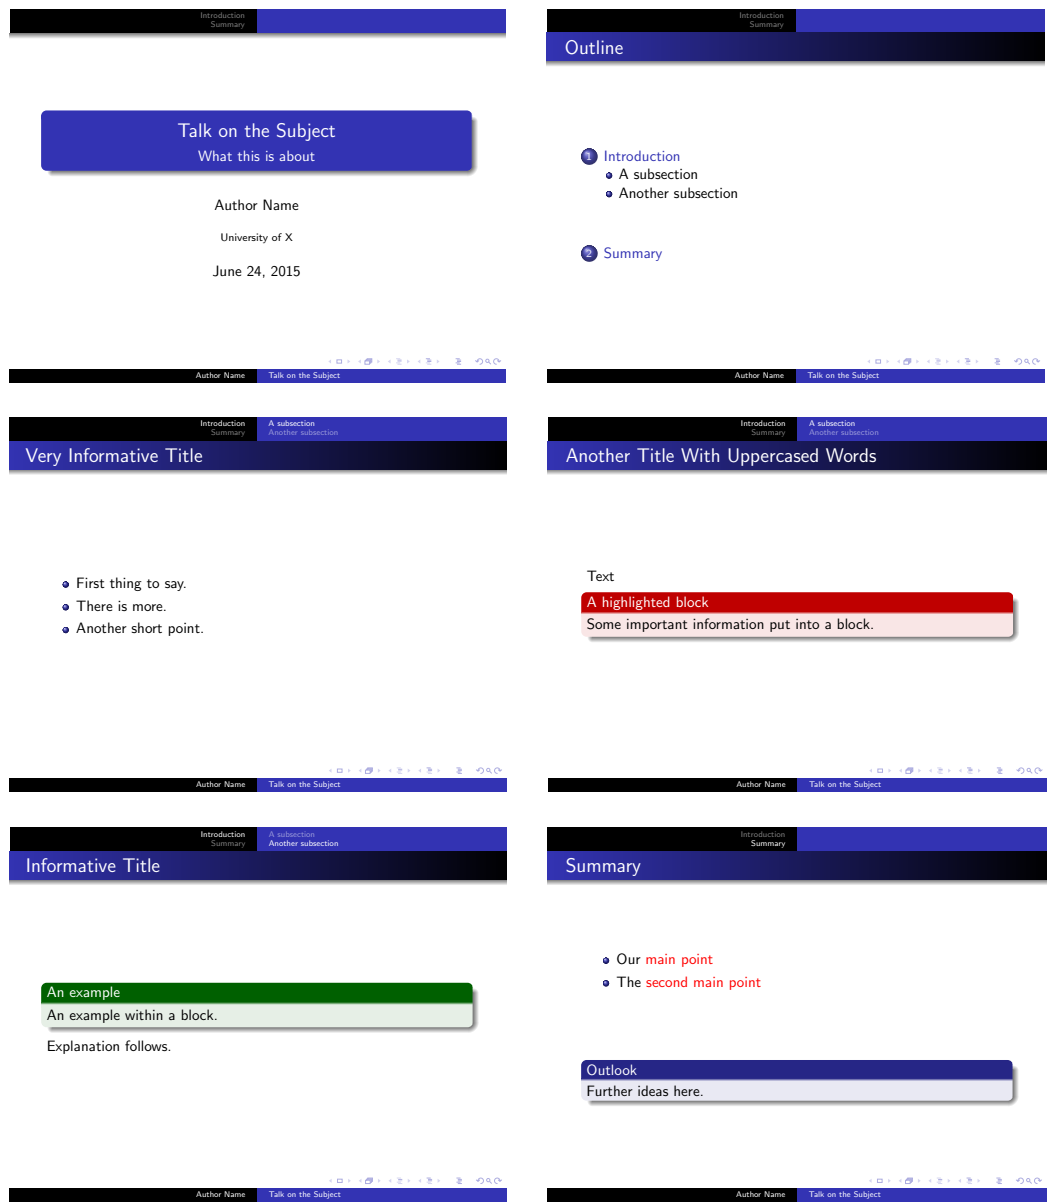 Introduction
Summary
Talk on the Subject
What this is about
Author Name
University of X
June 24, 2015
Author Name Talk on the Subject
Introduction
Summary
Outline
1 Introduction
A subsection
Another subsection
2 Summary
Author Name Talk on the Subject
Introduction A subsection
Summary Another subsection
Very Informative Title
First thing to say.
There is more.
Another short point.
Author Name Talk on the Subject
Introduction A subsection
Summary Another subsection
Another Title With Uppercased Words
Text
A highlighted block
Some important information put into a block.
Author Name Talk on the Subject
Introduction A subsection
Summary Another subsection
Informative Title
An example
An example within a block.
Explanation follows.
Author Name Talk on the Subject
Introduction
Summary
Summary
Our main point
The second main point
Outlook
Further ideas here.
Author Name Talk on the Subject